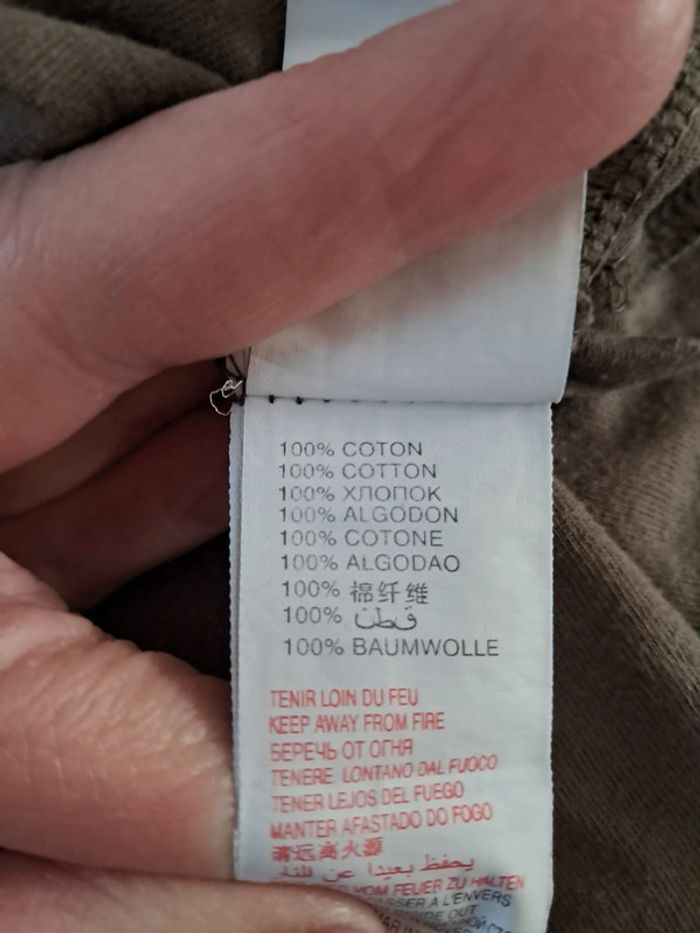 100% COTON
100% COTTON
100% ХЛОПОК
100% ALGODON
100% COTONE
100% ALGODAO
100% 棉纤维
100% قطن
100% BAUMWOLLE
TENIR LOIN DU FEU
KEEP AWAY FROM FIRE
БЕРЕЧЬ ОТ ОГНЯ
TENERE LONTANO DAL FUOCO
TENER LEJOS DEL FUEGO
MANTER AFASTADO DO FOGO
请远离火源
يحفظ بعيدا عن النار
VOM FEUER ZU HALTEN
A L'ENVERS
OUT